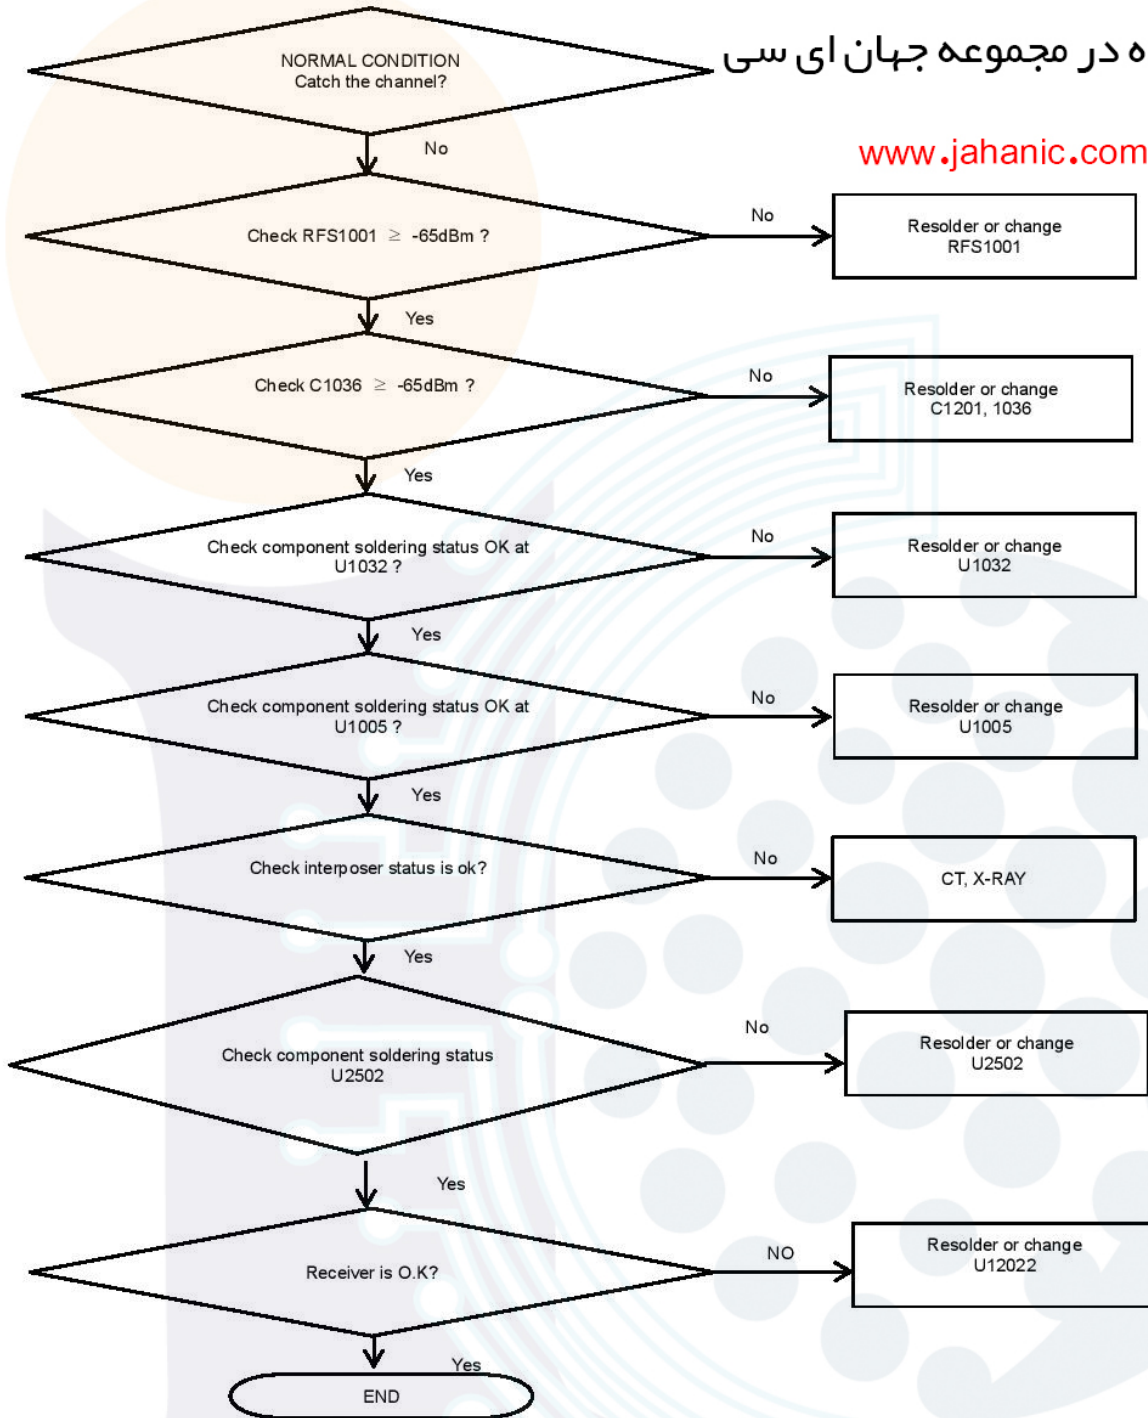 ه در مجموعه جهان ای سی
www.jahanic.com
NORMAL CONDITION
Catch the channel?
No
Check RFS1001 ≥ -65dBm ?
No
Resolder or change
RFS1001
Yes
Check C1036 ≥ -65dBm ?
No
Resolder or change
C1201, 1036
Yes
Check component soldering status OK at
U1032 ?
No
Resolder or change
U1032
Yes
Check component soldering status OK at
U1005 ?
No
Resolder or change
U1005
Yes
Check interposer status is ok?
No
CT, X-RAY
Yes
Check component soldering status
U2502
No
Resolder or change
U2502
Yes
Receiver is O.K?
NO
Resolder or change
U12022
Yes
END